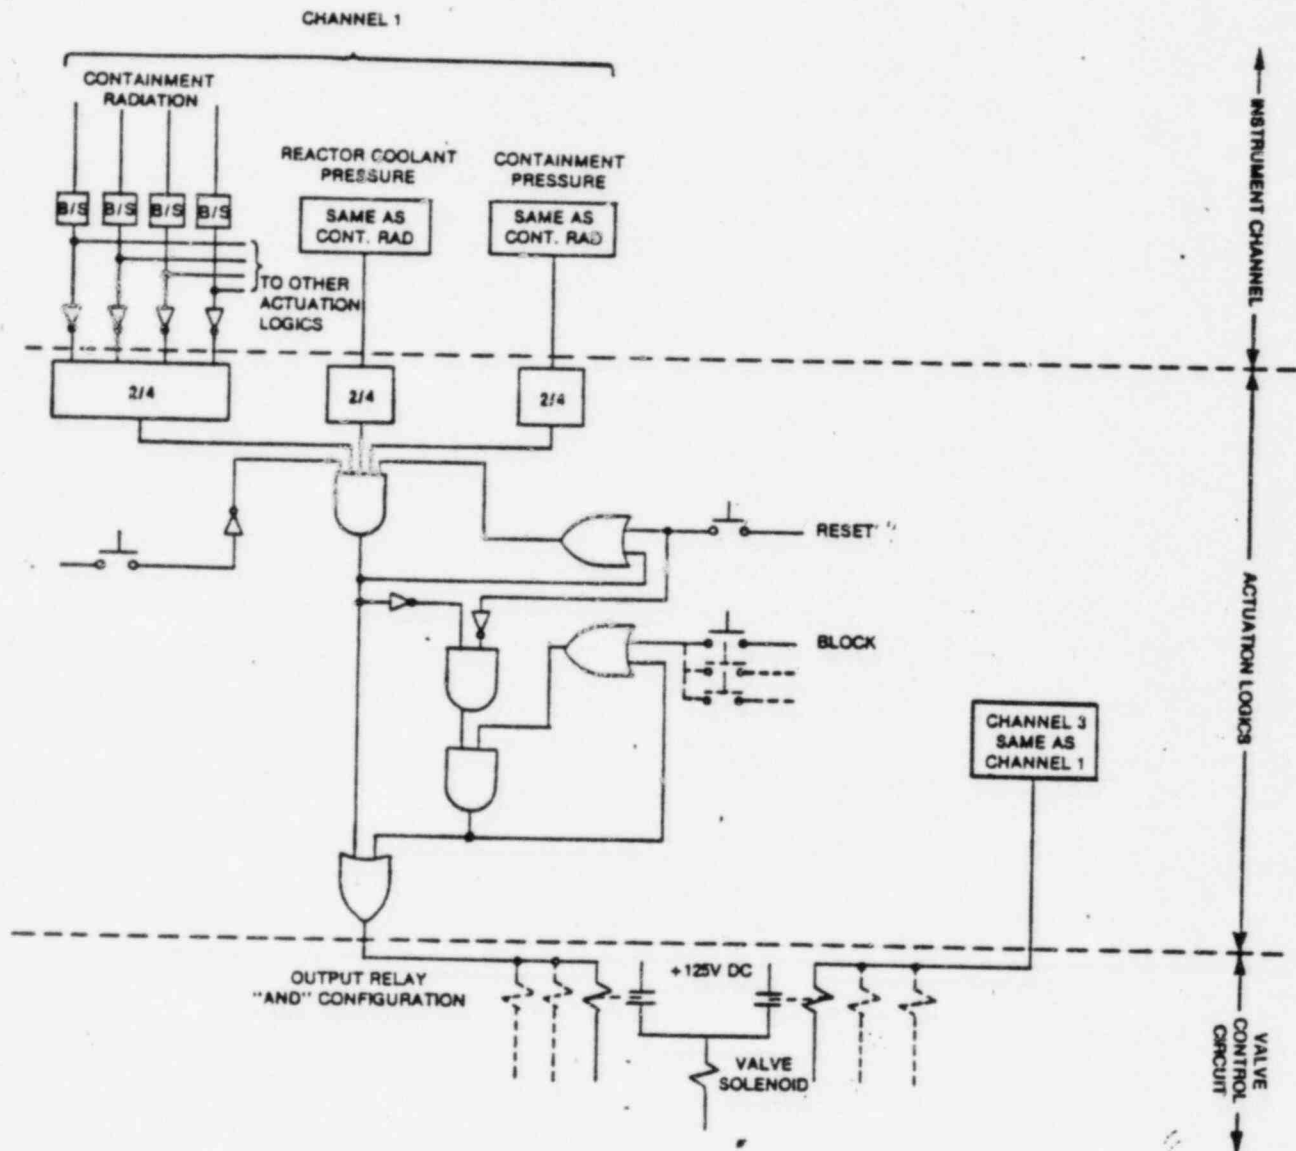 CHANNEL 1
CONTAINMENT
RADIATION
REACTOR COOLANT
PRESSURE
CONTAINMENT
PRESSURE
B/S
B/S
B/S
B/S
SAME AS
CONT. RAD
SAME AS
CONT. RAD
TO OTHER
ACTUATION
LOGICS
INSTRUMENT CHANNEL
2/4
2/4
2/4
RESET
BLOCK
ACTUATION LOGICS
CHANNEL 3
SAME AS
CHANNEL 1
OUTPUT RELAY
"AND" CONFIGURATION
+125V DC
VALVE
SOLENOID
VALVE
CONTROL
CIRCUIT